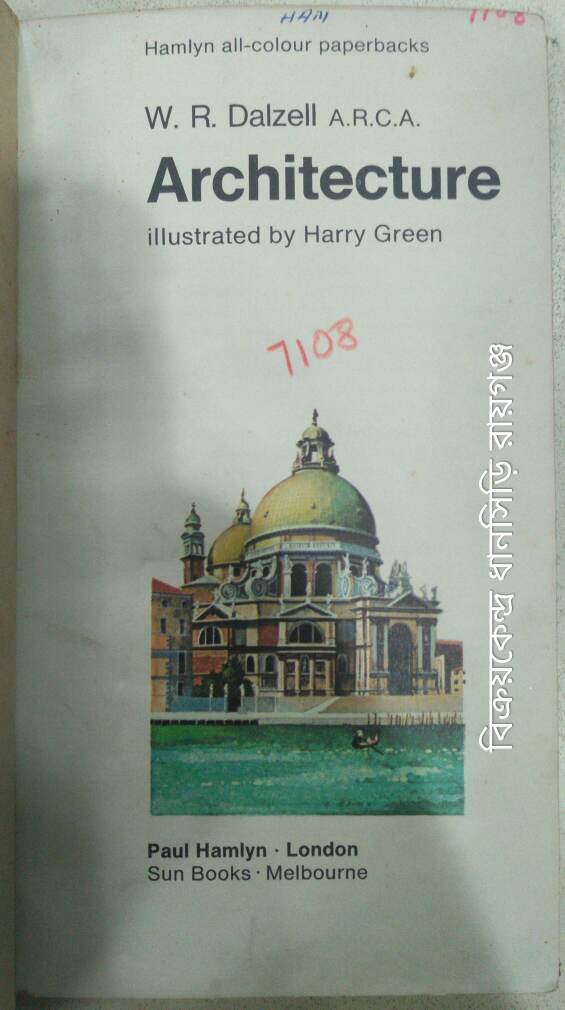 HAM
1108
Hamlyn all-colour paperbacks
W. R. Dalzell A.R.C.A.
Architecture
illustrated by Harry Green
7108
বিক্রয়কেন্দ্র ধানসিড়ি রায়গঞ্জ
Paul Hamlyn · London
Sun Books · Melbourne